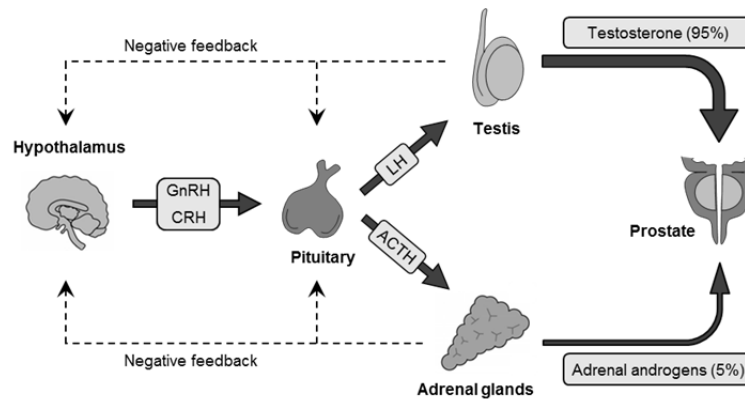 Negative feedback
Testosterone (95%)
Testis
Hypothalamus
LH
GnRH
CRH
Pituitary
Prostate
ACTH
Negative feedback
Adrenal glands
Adrenal androgens (5%)